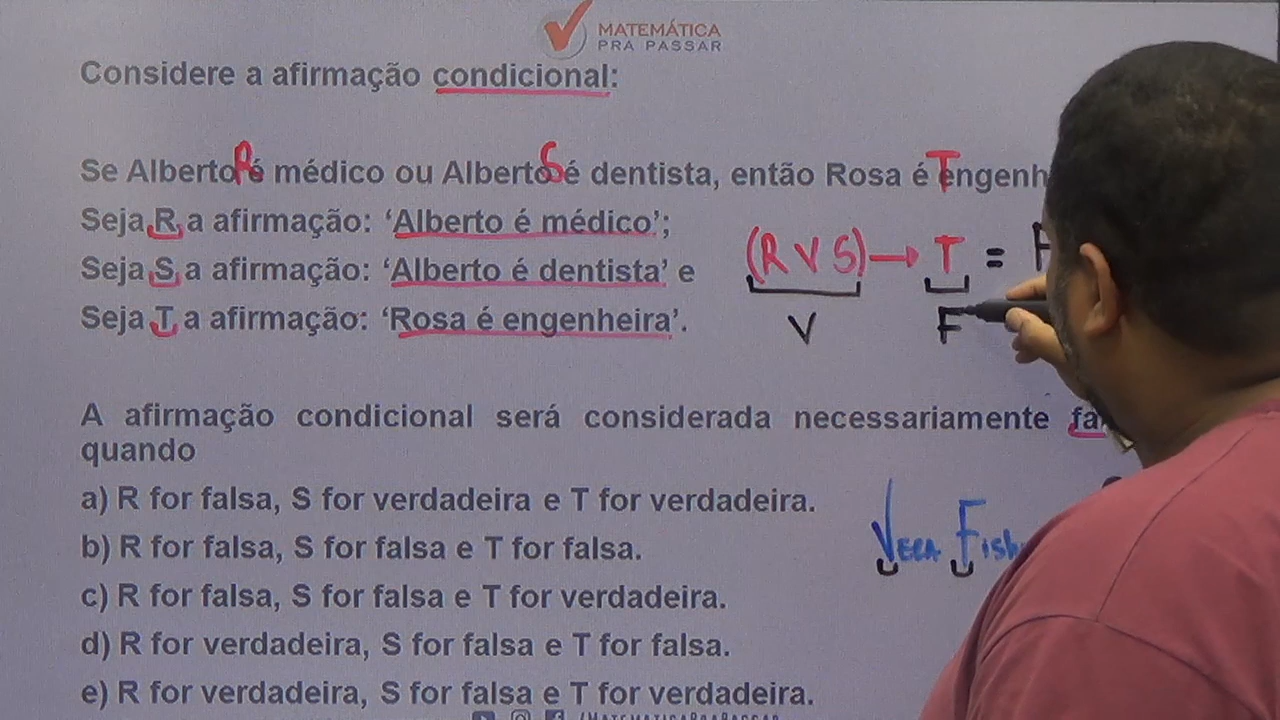 MATEMÁTICA
PRA PASSAR
Considere a afirmação condicional:
R S T
Se Alberto é médico ou Alberto é dentista, então Rosa é engenh
Seja R a afirmação: ‘Alberto é médico’;
Seja S a afirmação: ‘Alberto é dentista’ e
(R V S) → T = F
Seja T a afirmação: ‘Rosa é engenheira’.
V F
A afirmação condicional será considerada necessariamente fa
quando
a) R for falsa, S for verdadeira e T for verdadeira.
b) R for falsa, S for falsa e T for falsa.
VERA FISH
c) R for falsa, S for falsa e T for verdadeira.
d) R for verdadeira, S for falsa e T for falsa.
e) R for verdadeira, S for falsa e T for verdadeira.
/MATEMATICAPRAPASSAR